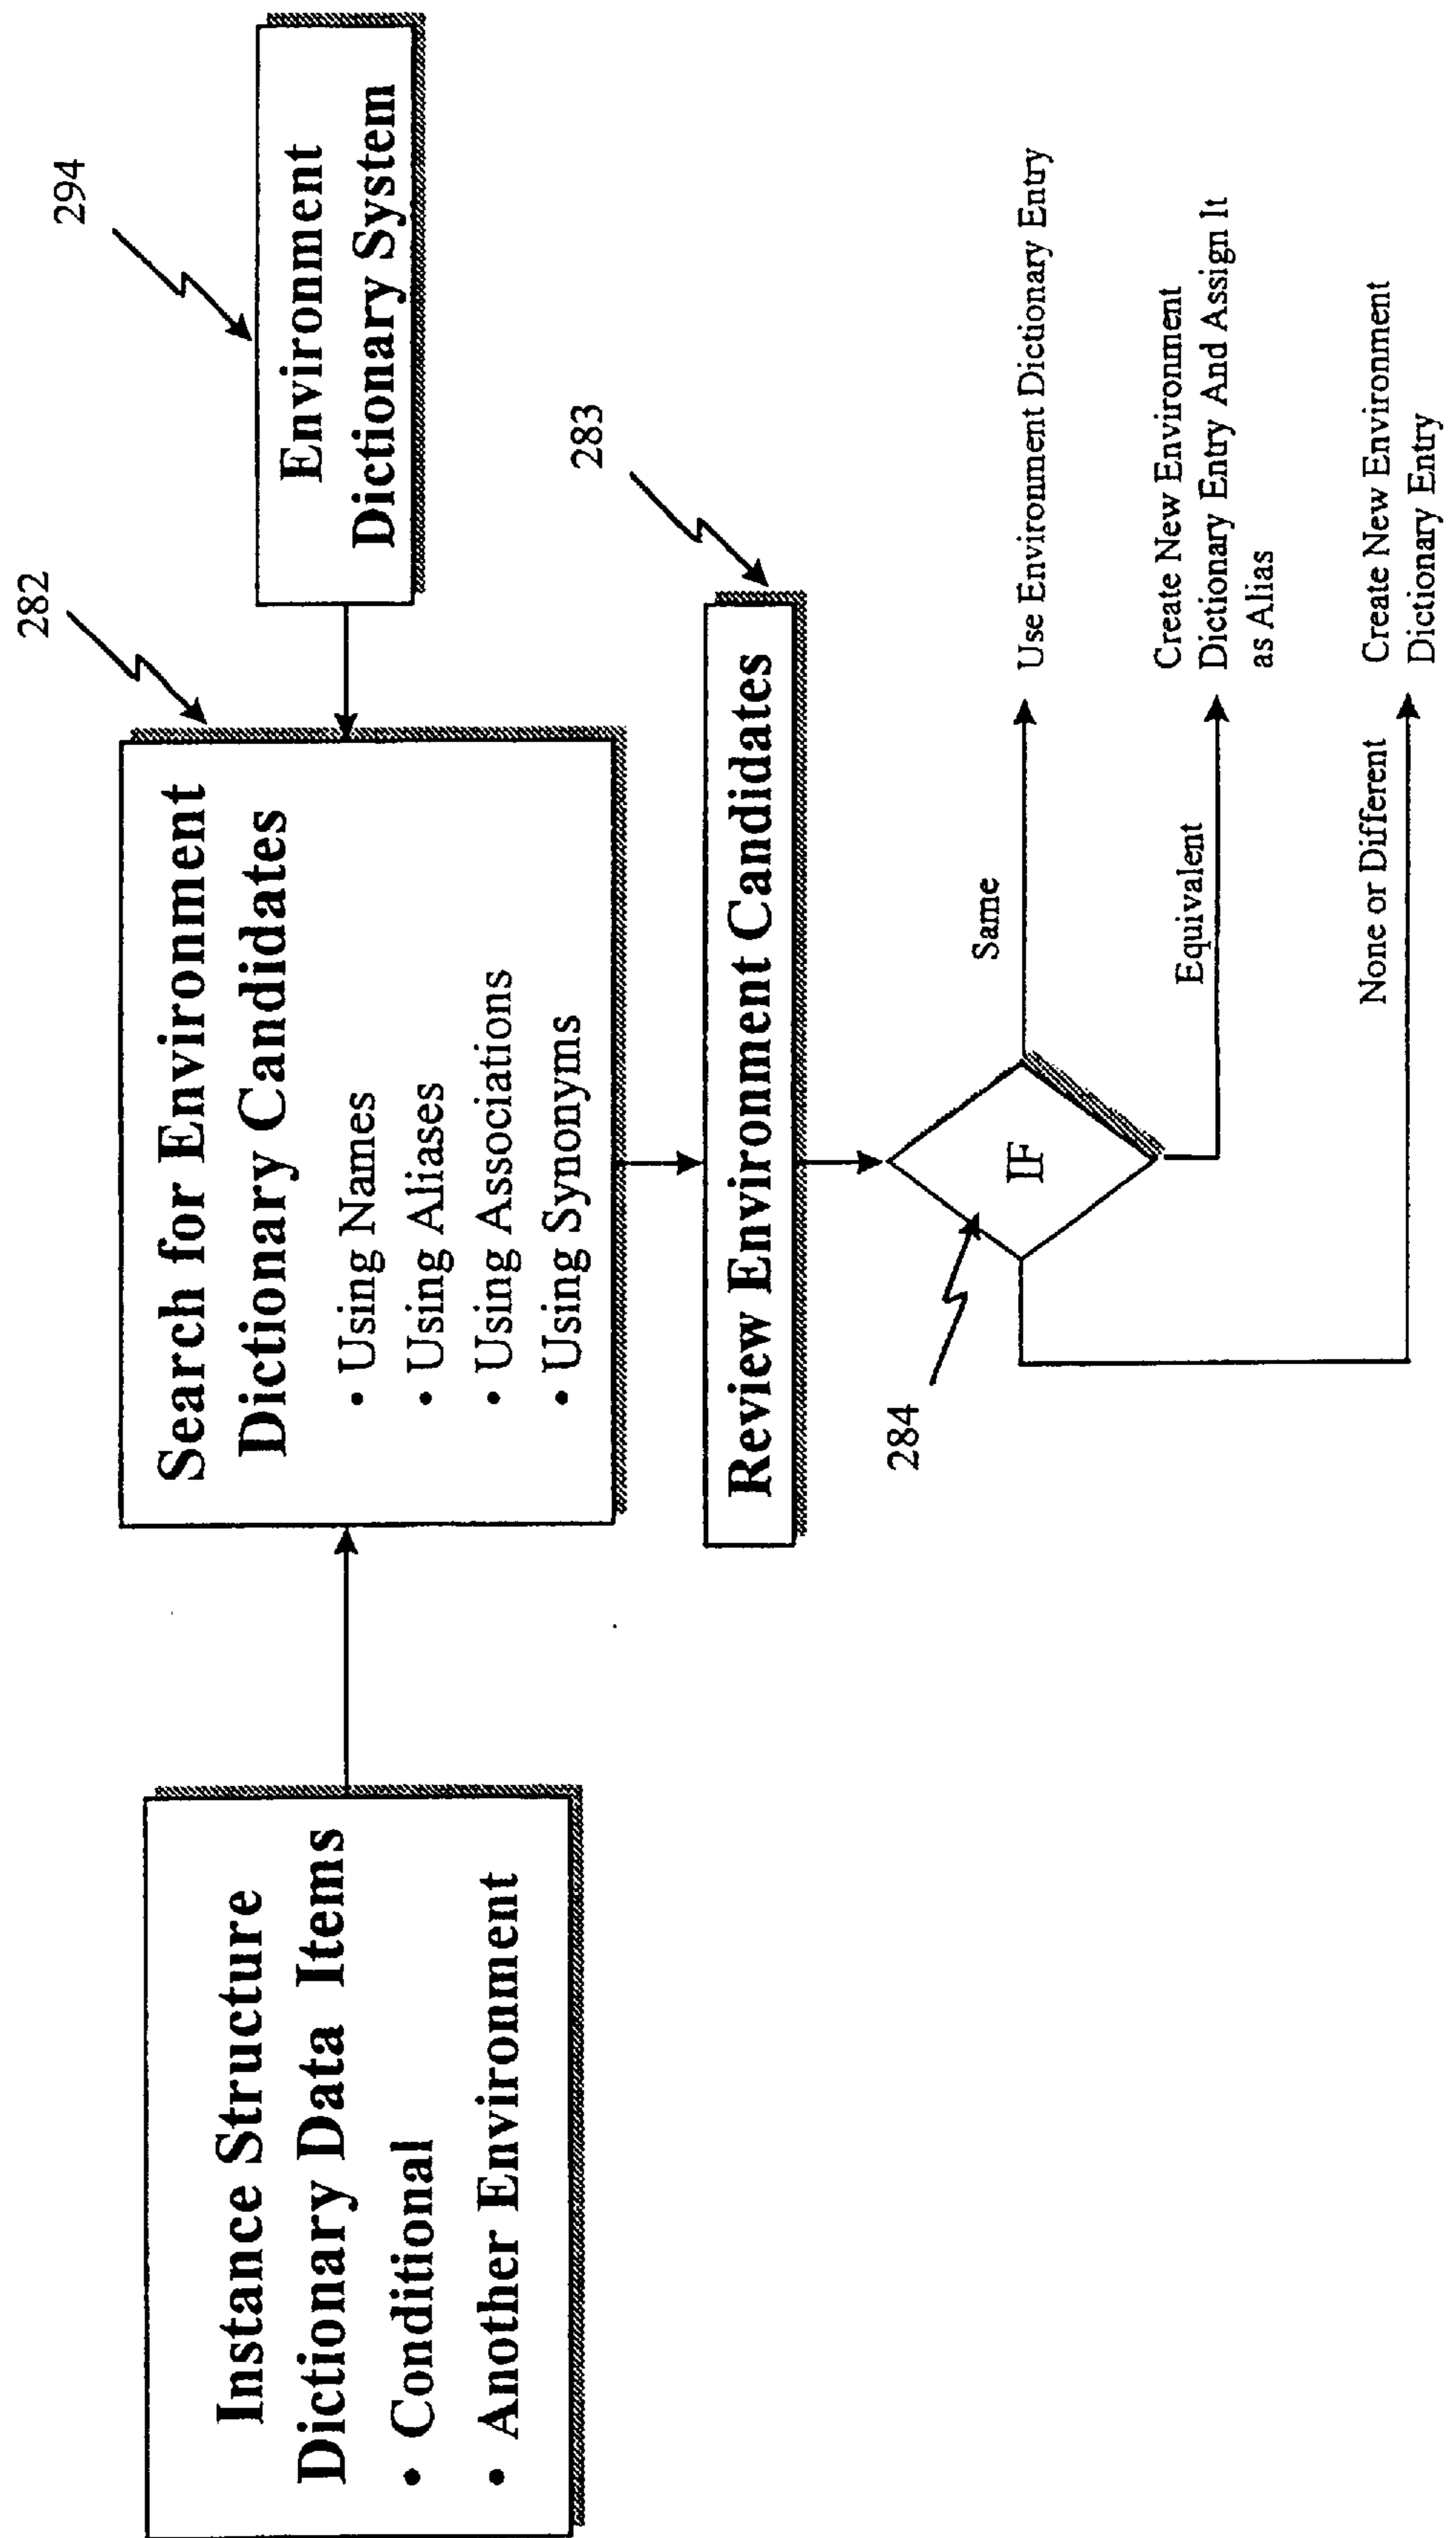 Instance Structure
Dictionary Data Items
• Conditional
• Another Environment
282
Search for Environment
Dictionary Candidates
• Using Names
• Using Aliases
• Using Associations
• Using Synonyms
294
Environment
Dictionary System
283
Review Environment Candidates
284
IF
Same
Use Environment Dictionary Entry
Equivalent
Create New Environment
Dictionary Entry And Assign It
as Alias
None or Different
Create New Environment
Dictionary Entry